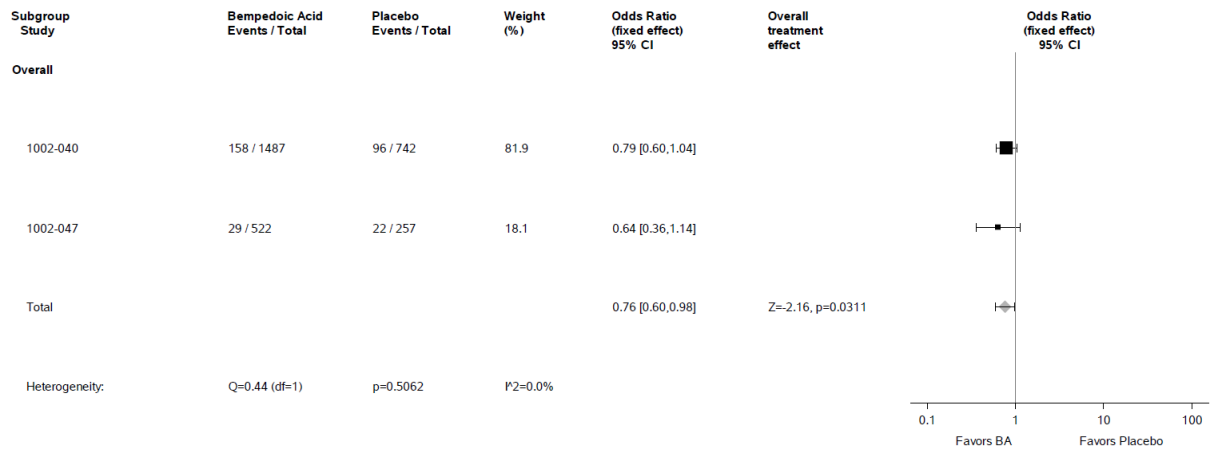 Subgroup Bempedoic Acid Placebo Weight Odds Ratio Overall Odds Ratio
Study Events / Total Events / Total (%) (fixed effect) treatment (fixed effect)
95% CI effect 95% CI
Overall
1002-040 158 / 1487 96 / 742 81.9 0.79 [0.60,1.04]
1002-047 29 / 522 22 / 257 18.1 0.64 [0.36,1.14]
Total 0.76 [0.60,0.98] Z=-2.16, p=0.0311
Heterogeneity: Q=0.44 (df=1) p=0.5062 I^2=0.0%
0.1 1 10 100
Favors BA Favors Placebo